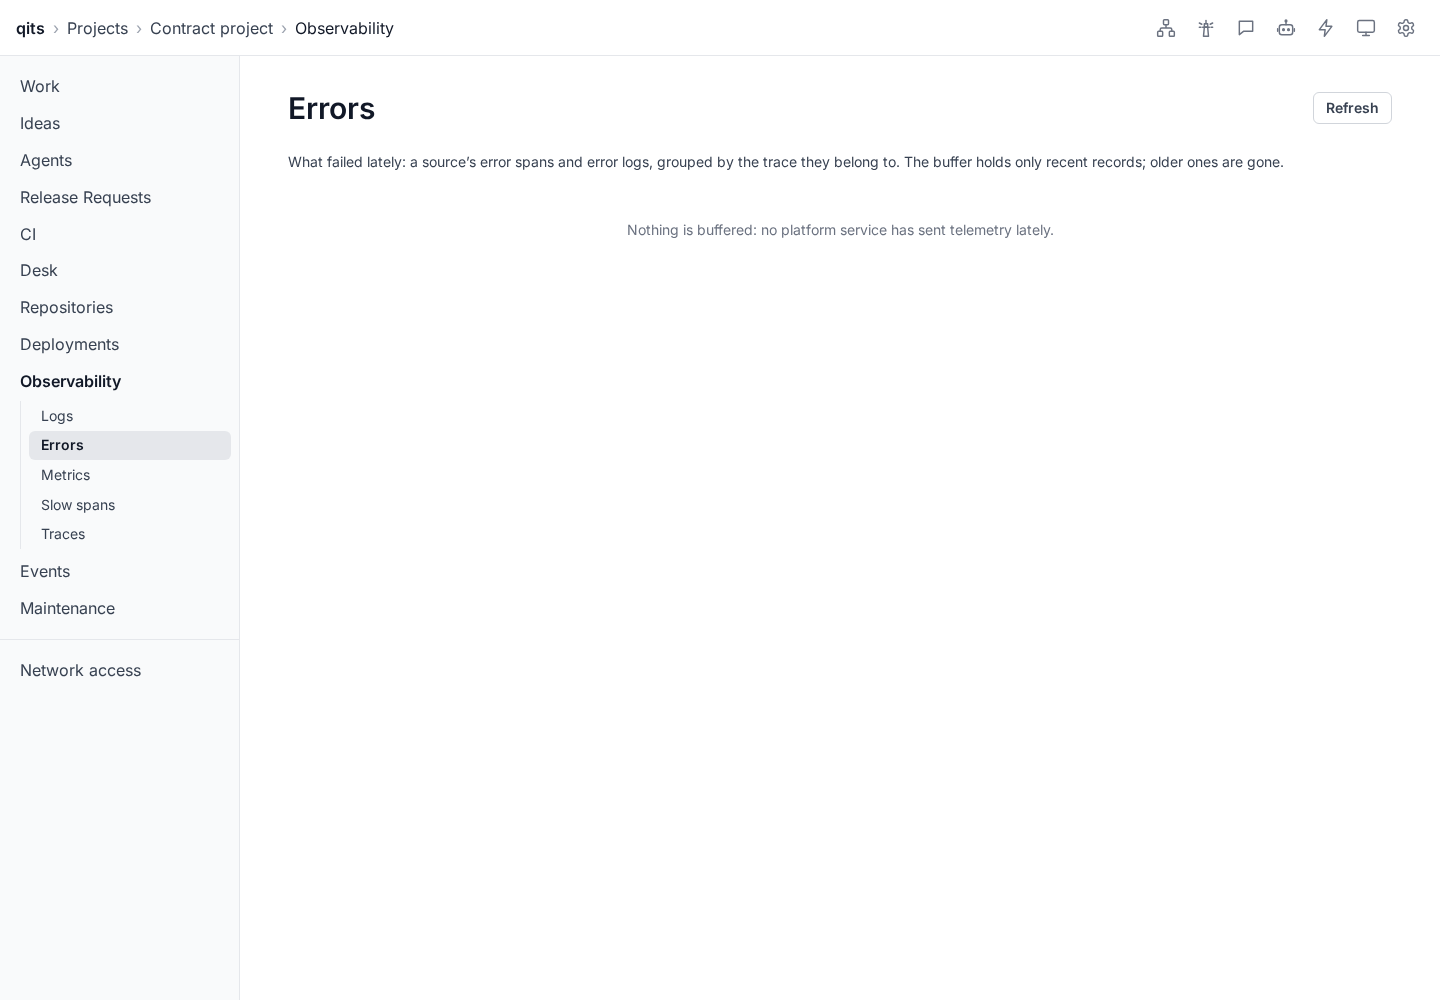 qits › Projects › Contract project › Observability
Work
Ideas
Agents
Release Requests
CI
Desk
Repositories
Deployments
Observability
Logs
Errors
Metrics
Slow spans
Traces
Events
Maintenance
Network access
Errors
Refresh
What failed lately: a source’s error spans and error logs, grouped by the trace they belong to. The buffer holds only recent records; older ones are gone.
Nothing is buffered: no platform service has sent telemetry lately.